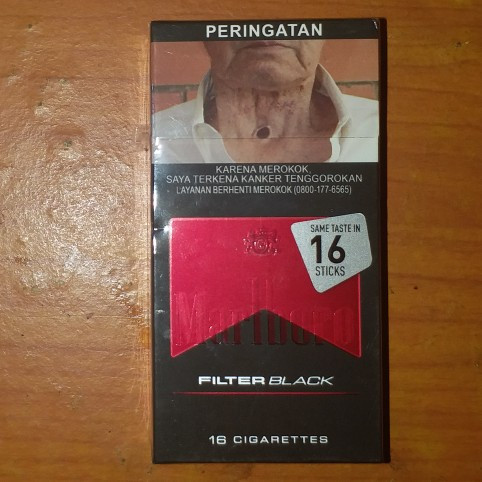 PERINGATAN
KARENA MEROKOK,
SAYA TERKENA KANKER TENGGOROKAN
LAYANAN BERHENTI MEROKOK (0800-177-6565)
SAME TASTE IN
16
STICKS
Marlboro
FILTER BLACK
16 CIGARETTES